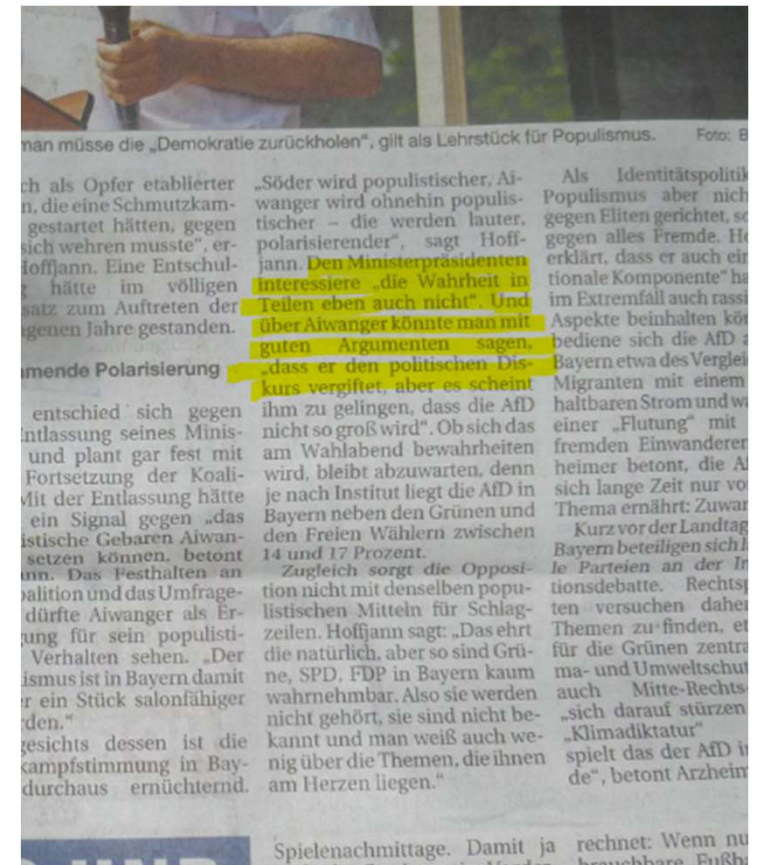 man müsse die „Demokratie zurückholen“, gilt als Lehrstück für Populismus. Foto: B
ch als Opfer etablierter
n, die eine Schmutzkam-
gestartet hätten, gegen
sich wehren musste“, er-
Hoffjann. Eine Entschul-
g hätte im völligen
satz zum Auftreten der
genen Jahre gestanden.
mende Polarisierung
entschied sich gegen
Entlassung seines Minis-
und plant gar fest mit
Fortsetzung der Koali-
Mit der Entlassung hätte
ein Signal gegen „das
istische Gebaren Aiwan-
setzen können, betont
nn. Das Festhalten an
oalition und das Umfrage-
dürfte Aiwanger als Er-
ung für sein populisti-
Verhalten sehen. „Der
ismus ist in Bayern damit
r ein Stück salonfähiger
rden.“
gesichts dessen ist die
kampfstimmung in Bay-
durchaus ernüchternd.
„Söder wird populistischer, Ai-
wanger wird ohnehin populis-
tischer – die werden lauter,
polarisierender“, sagt Hoff-
jann. Den Ministerpräsidenten
interessiere „die Wahrheit in
Teilen eben auch nicht“. Und
über Aiwanger könnte man mit
guten Argumenten sagen,
„dass er den politischen Dis-
kurs vergiftet, aber es scheint
ihm zu gelingen, dass die AfD
nicht so groß wird“. Ob sich das
am Wahlabend bewahrheiten
wird, bleibt abzuwarten, denn
je nach Institut liegt die AfD in
Bayern neben den Grünen und
den Freien Wählern zwischen
14 und 17 Prozent.
Zugleich sorgt die Opposi-
tion nicht mit denselben popu-
listischen Mitteln für Schlag-
zeilen. Hoffjann sagt: „Das ehrt
die natürlich, aber so sind Grü-
ne, SPD, FDP in Bayern kaum
wahrnehmbar. Also sie werden
nicht gehört, sie sind nicht be-
kannt und man weiß auch we-
nig über die Themen, die ihnen
am Herzen liegen.“
Als Identitätspolitik
Populismus aber nich
gegen Eliten gerichtet, so
gegen alles Fremde. Ho
erklärt, dass er auch ein
tionale Komponente“ ha
im Extremfall auch rassi
Aspekte beinhalten kön
bediene sich die AfD a
Bayern etwa des Verglei
Migranten mit einem
haltbaren Strom und wa
einer „Flutung“ mit
fremden Einwanderer
heimer betont, die Af
sich lange Zeit nur vo
Thema ernährt: Zuwan
Kurz vor der Landtag
Bayern beteiligen sich
le Parteien an der
tionsdebatte. Rechtsp
ten versuchen daher
Themen zu finden, et
für die Grünen zentra
ma- und Umweltschut
auch Mitte-Rechts-
„sich darauf stürzen
„Klimadiktatur“
spielt das der AfD i
de“, betont Arzheim
Spielenachmittage. Damit ja
rechnet: Wenn nu